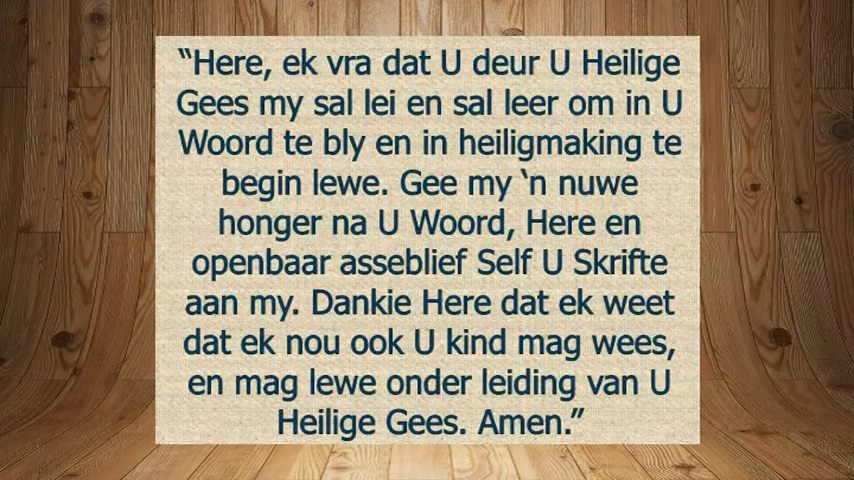 “Here, ek vra dat U deur U Heilige
Gees my sal lei en sal leer om in U
Woord te bly en in heiligmaking te
begin lewe. Gee my ‘n nuwe
honger na U Woord, Here en
openbaar asseblief Self U Skrifte
aan my. Dankie Here dat ek weet
dat ek nou ook U kind mag wees,
en mag lewe onder leiding van U
Heilige Gees. Amen.”